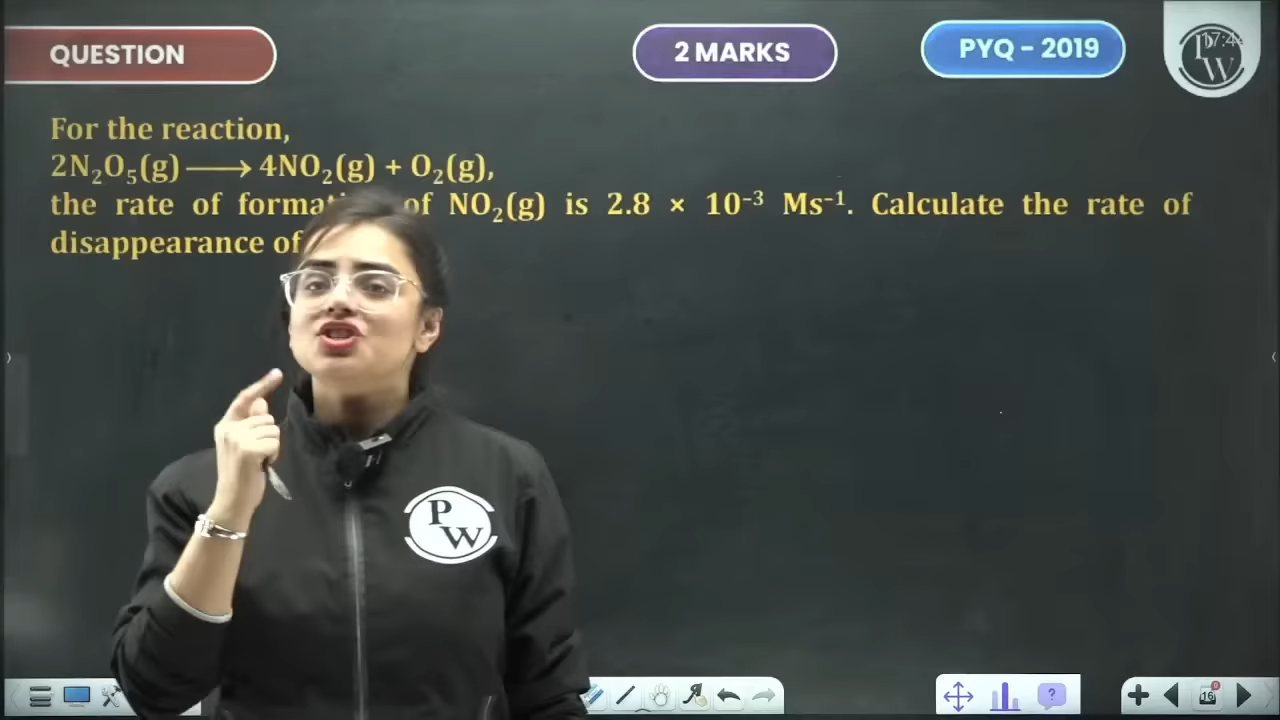 QUESTION
2 MARKS
PYQ - 2019
PW
For the reaction,
2N₂O₅(g) ⟶ 4NO₂(g) + O₂(g),
the rate of of NO₂(g) is 2.8 × 10⁻³ Ms⁻¹. Calculate the rate of
disappearance of
P
W
16